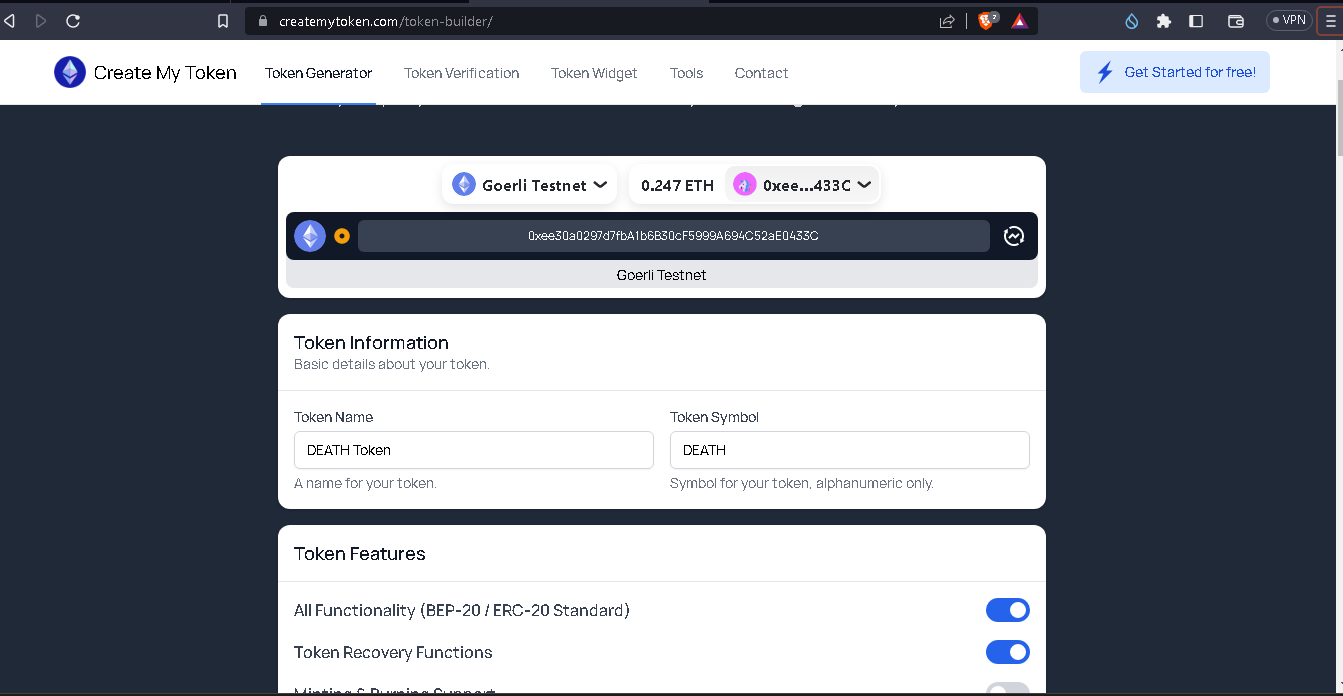 createmytoken.com/token-builder/
2
VPN
Create My Token
Token Generator
Token Verification
Token Widget
Tools
Contact
Get Started for free!
Goerli Testnet
0.247 ETH
0xee...433C
0xee30a0297d7fbA1b6B30cF5999A694C52aE0433C
Goerli Testnet
Token Information
Basic details about your token.
Token Name
Token Symbol
DEATH Token
DEATH
A name for your token.
Symbol for your token, alphanumeric only.
Token Features
All Functionality (BEP-20 / ERC-20 Standard)
Token Recovery Functions
Minting & Burning Support